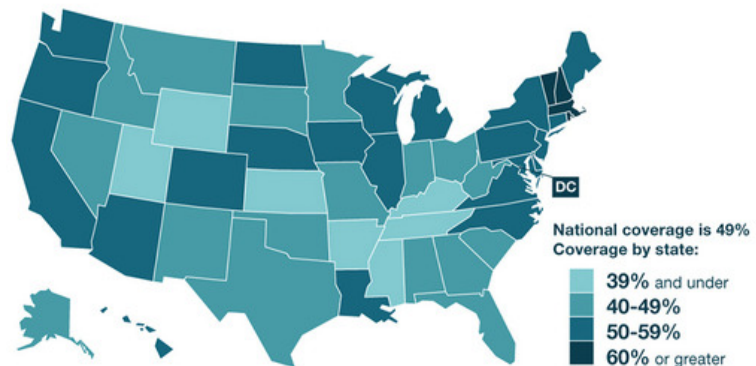 DC
National coverage is 49%
Coverage by state:
39% and under
40-49%
50-59%
60% or greater